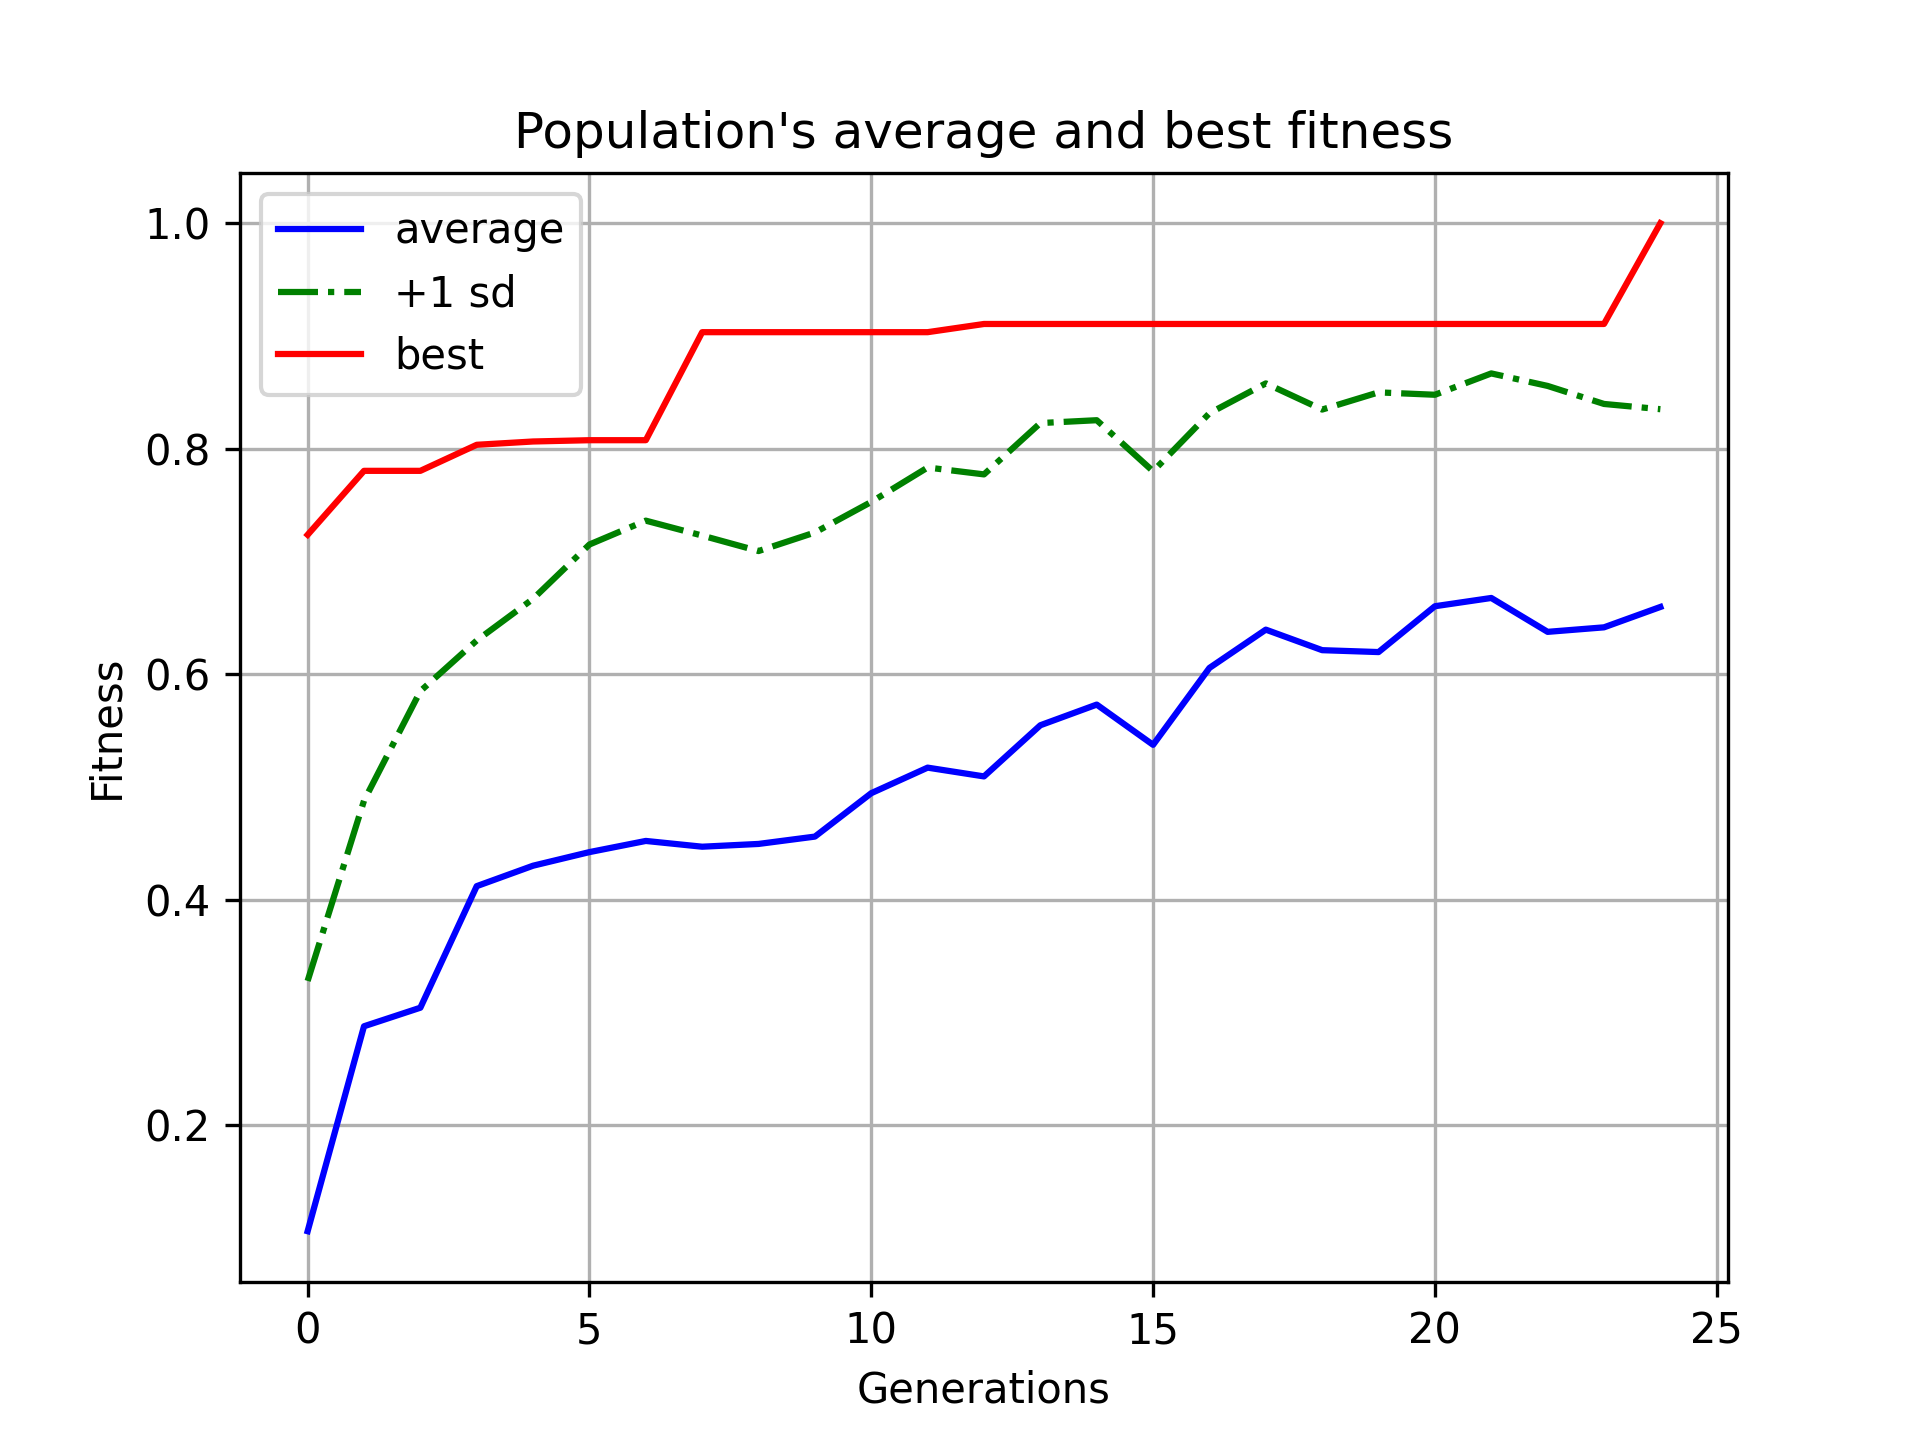 Population's average and best fitness
average
+1 sd
best
1.0
0.8
0.6
0.4
0.2
Fitness
0 5 10 15 20 25
Generations